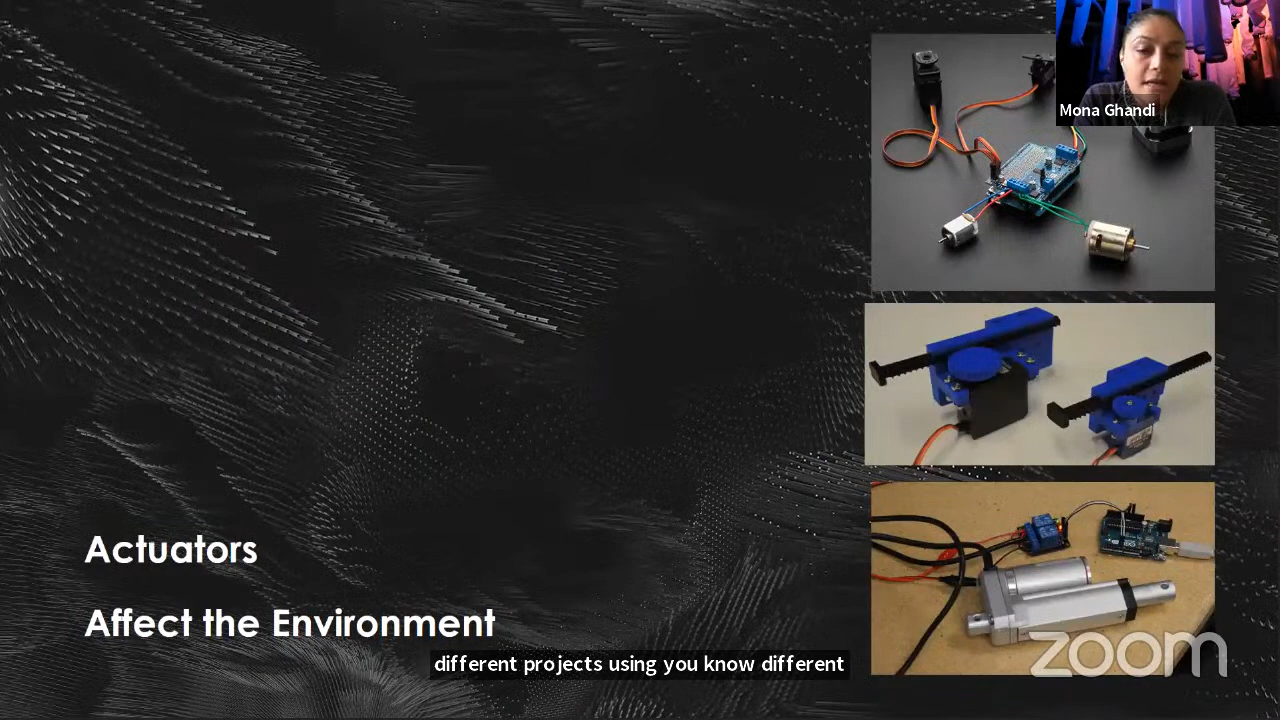 Mona Ghandi
Actuators
Affect the Environment
different projects using you know different
zoom